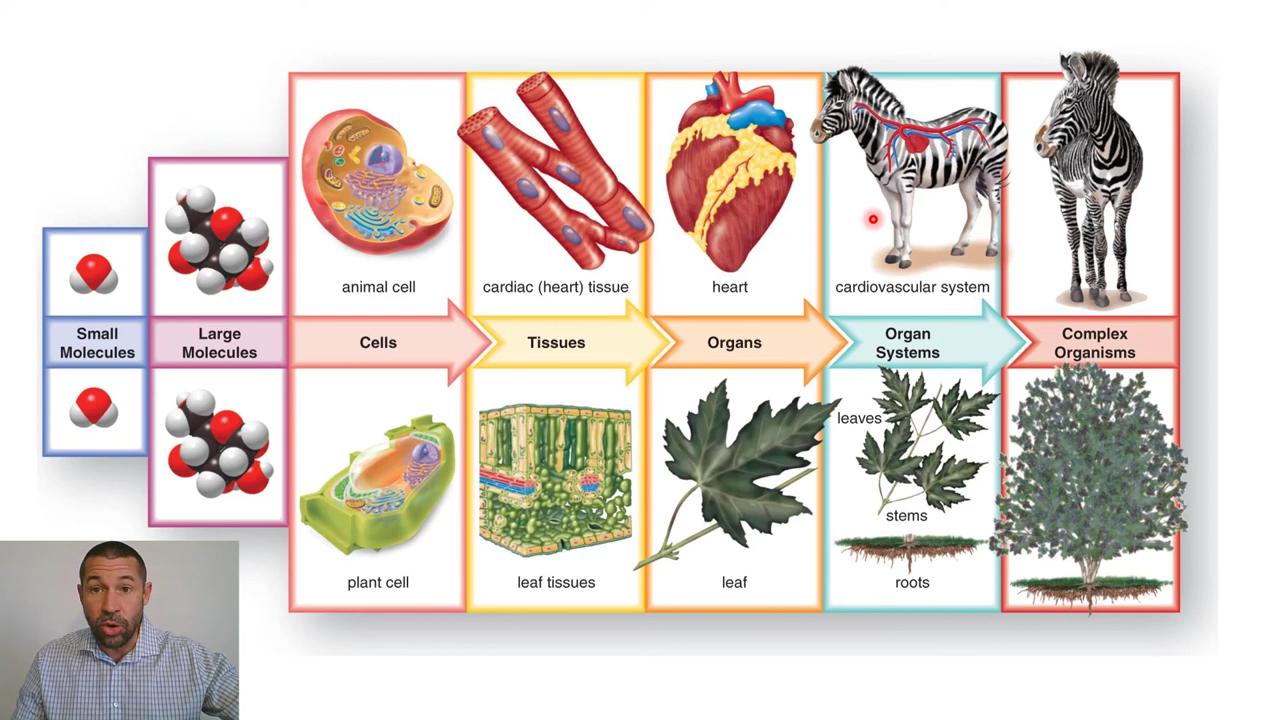 animal cell
cardiac (heart) tissue
heart
cardiovascular system
Small
Molecules
Large
Molecules
Cells
Tissues
Organs
Organ
Systems
Complex
Organisms
leaves
stems
plant cell
leaf tissues
leaf
roots